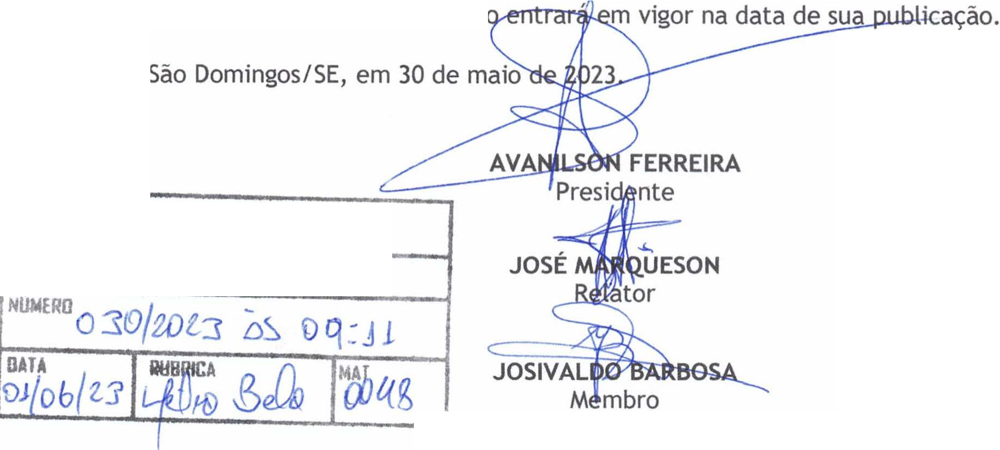 o entrará em vigor na data de sua publicação.
São Domingos/SE, em 30 de maio de 2023.
AVANILSON FERREIRA
Presidente
JOSÉ MARQUESON
Relator
JOSIVALDO BARBOSA
Membro
NÚMERO 030/2023 às 09:11
DATA 01/06/23
RUBRICA Belo
MAT 0048